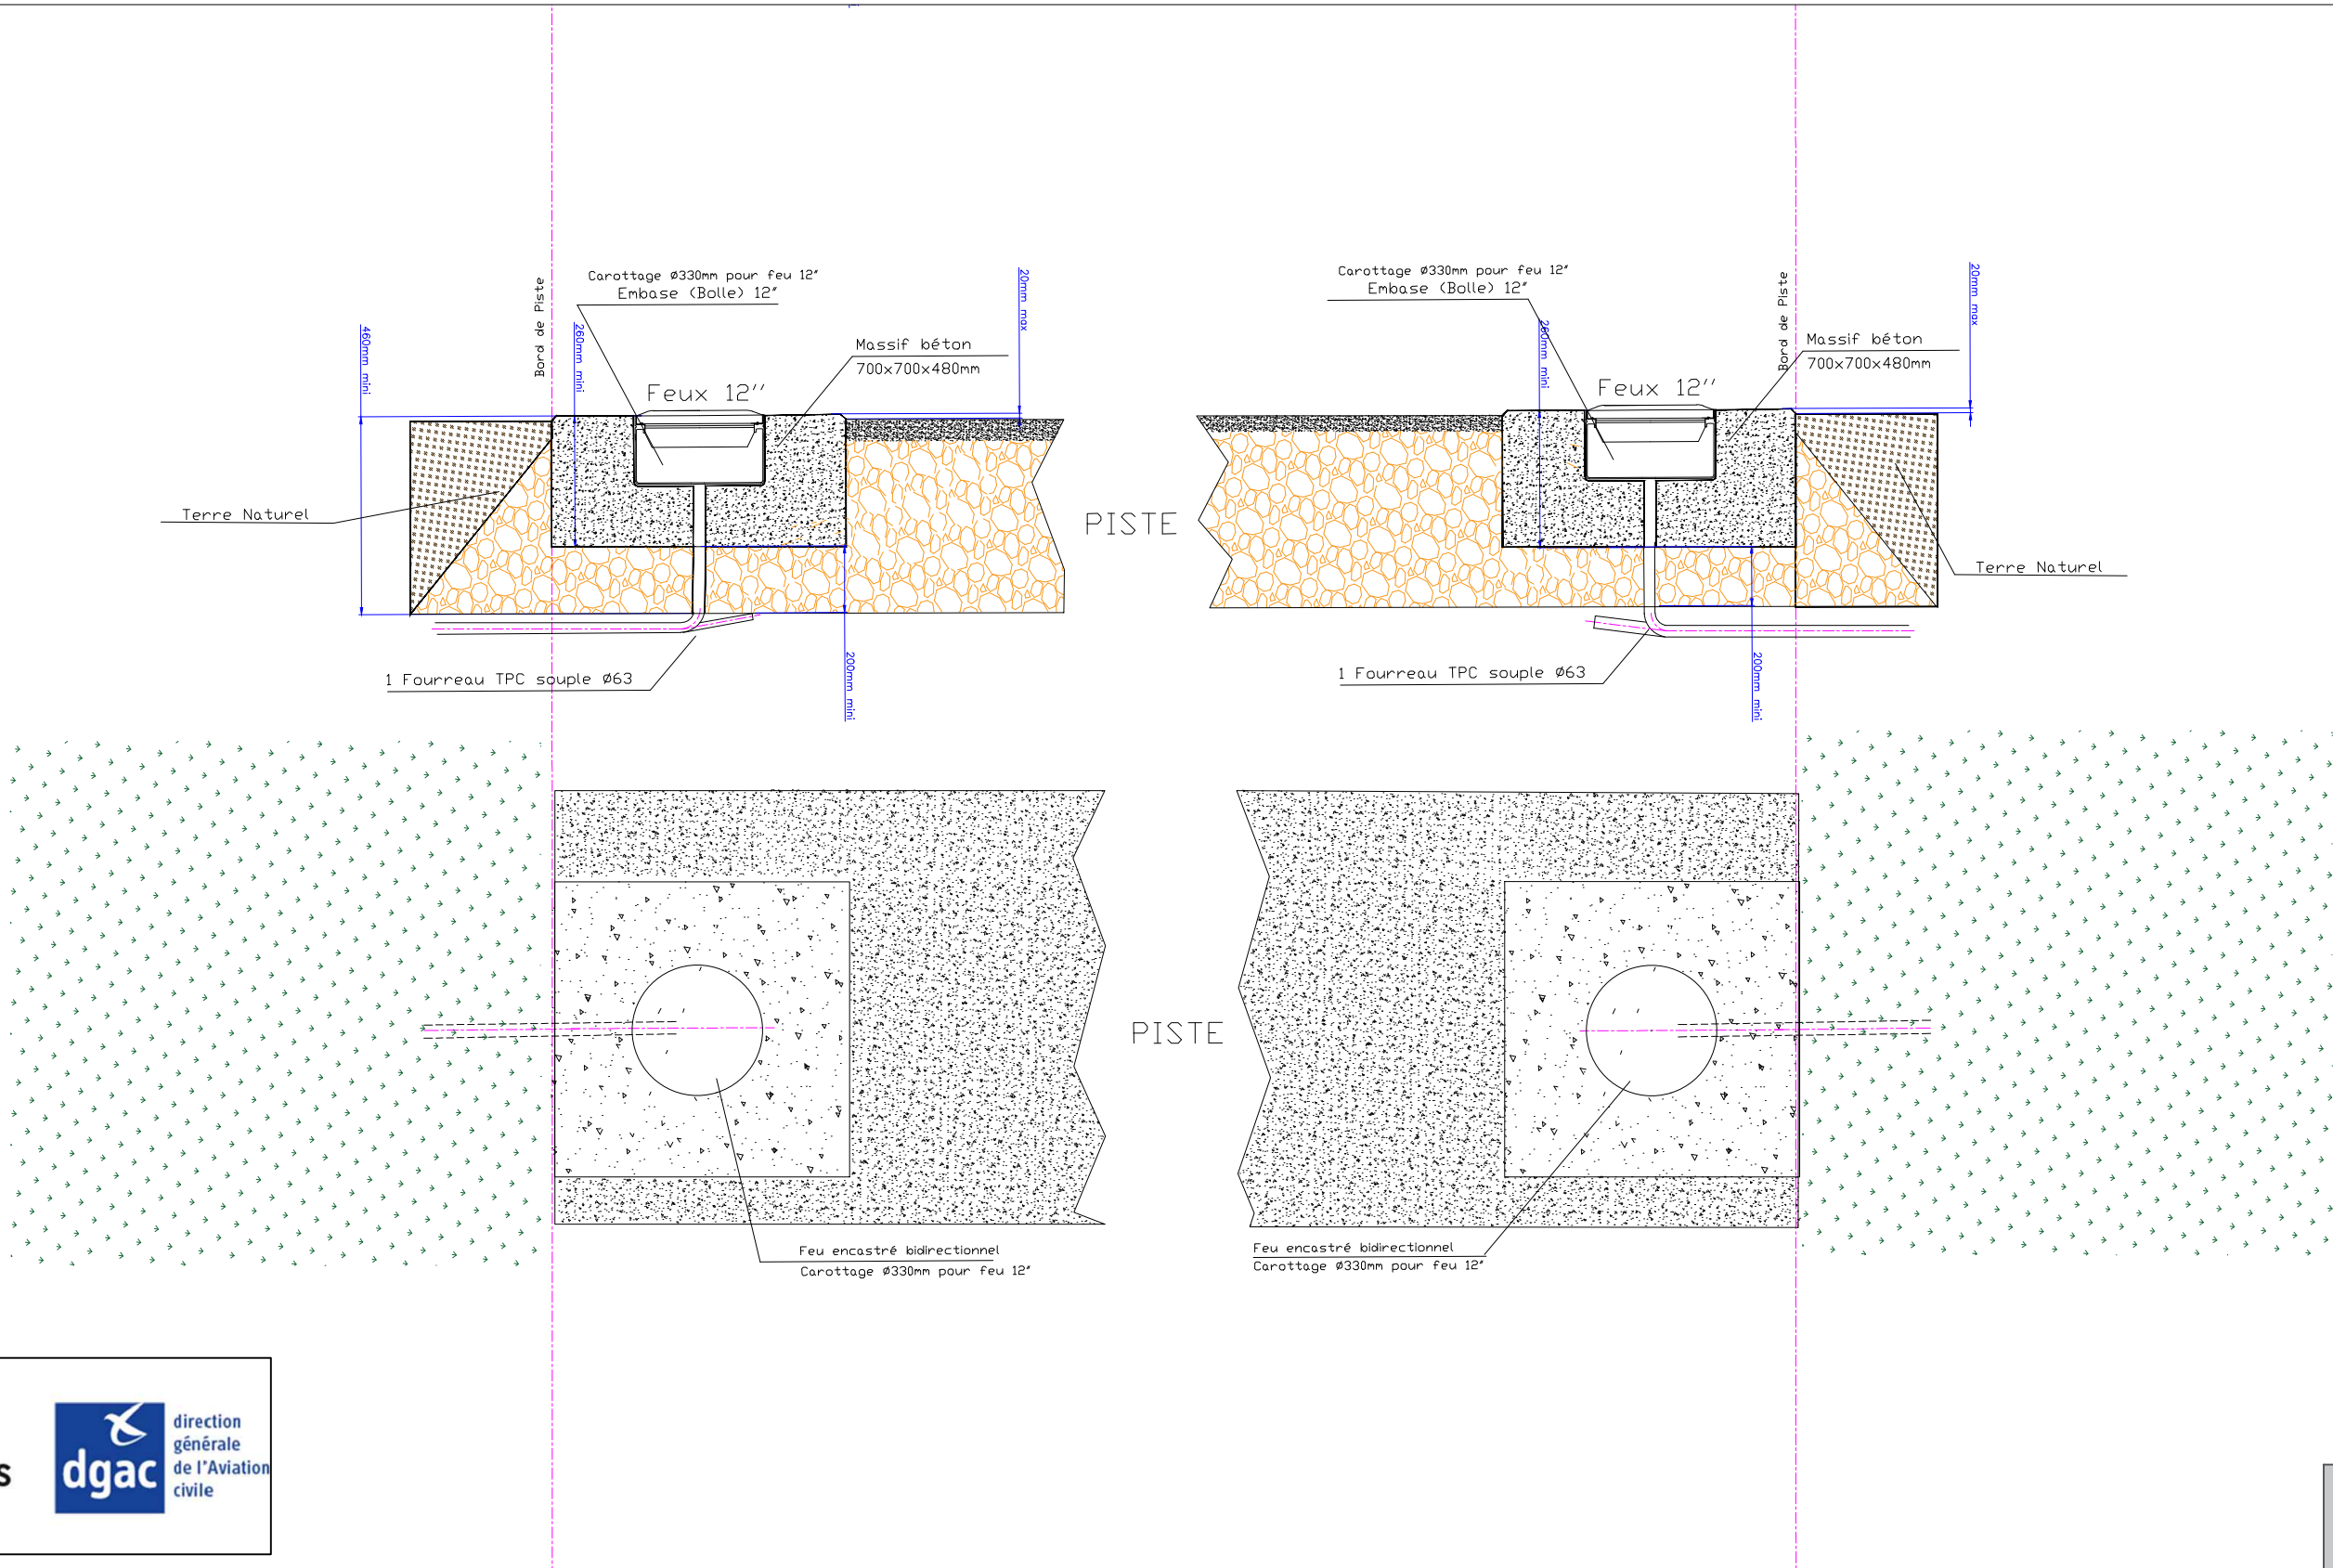 Carottage Ø330mm pour feu 12"
Embase (Bolle) 12"
Bord de Piste
460mm mini
260mm mini
20mm max
Massif béton
700x700x480mm
Feux 12''
Terre Naturel
1 Fourreau TPC souple Ø63
200mm mini
PISTE
Carottage Ø330mm pour feu 12"
Embase (Bolle) 12"
Bord de Piste
260mm mini
20mm max
Massif béton
700x700x480mm
Feux 12''
Terre Naturel
1 Fourreau TPC souple Ø63
200mm mini
PISTE
Feu encastré bidirectionnel
Carottage Ø330mm pour feu 12"
Feu encastré bidirectionnel
Carottage Ø330mm pour feu 12"
s
dgac
direction
générale
de l'Aviation
civile